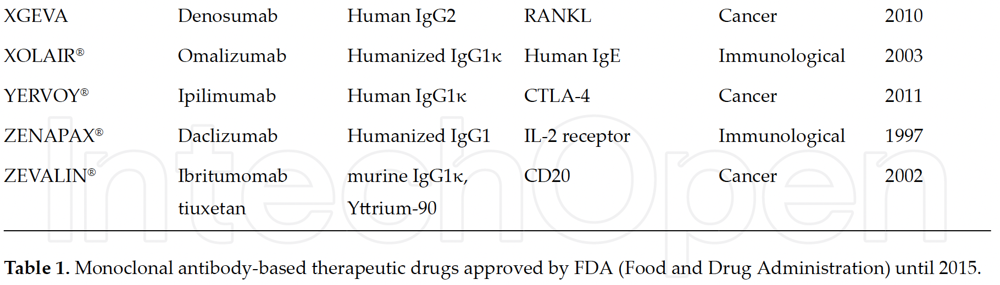 XGEVA Denosumab Human IgG2 RANKL Cancer 2010
XOLAIR® Omalizumab Humanized IgG1κ Human IgE Immunological 2003
YERVOY® Ipilimumab Human IgG1κ CTLA-4 Cancer 2011
ZENAPAX® Daclizumab Humanized IgG1 IL-2 receptor Immunological 1997
ZEVALIN® Ibritumomab murine IgG1κ, CD20 Cancer 2002
tiuxetan Yttrium-90
IntechOpen
Table 1. Monoclonal antibody-based therapeutic drugs approved by FDA (Food and Drug Administration) until 2015.